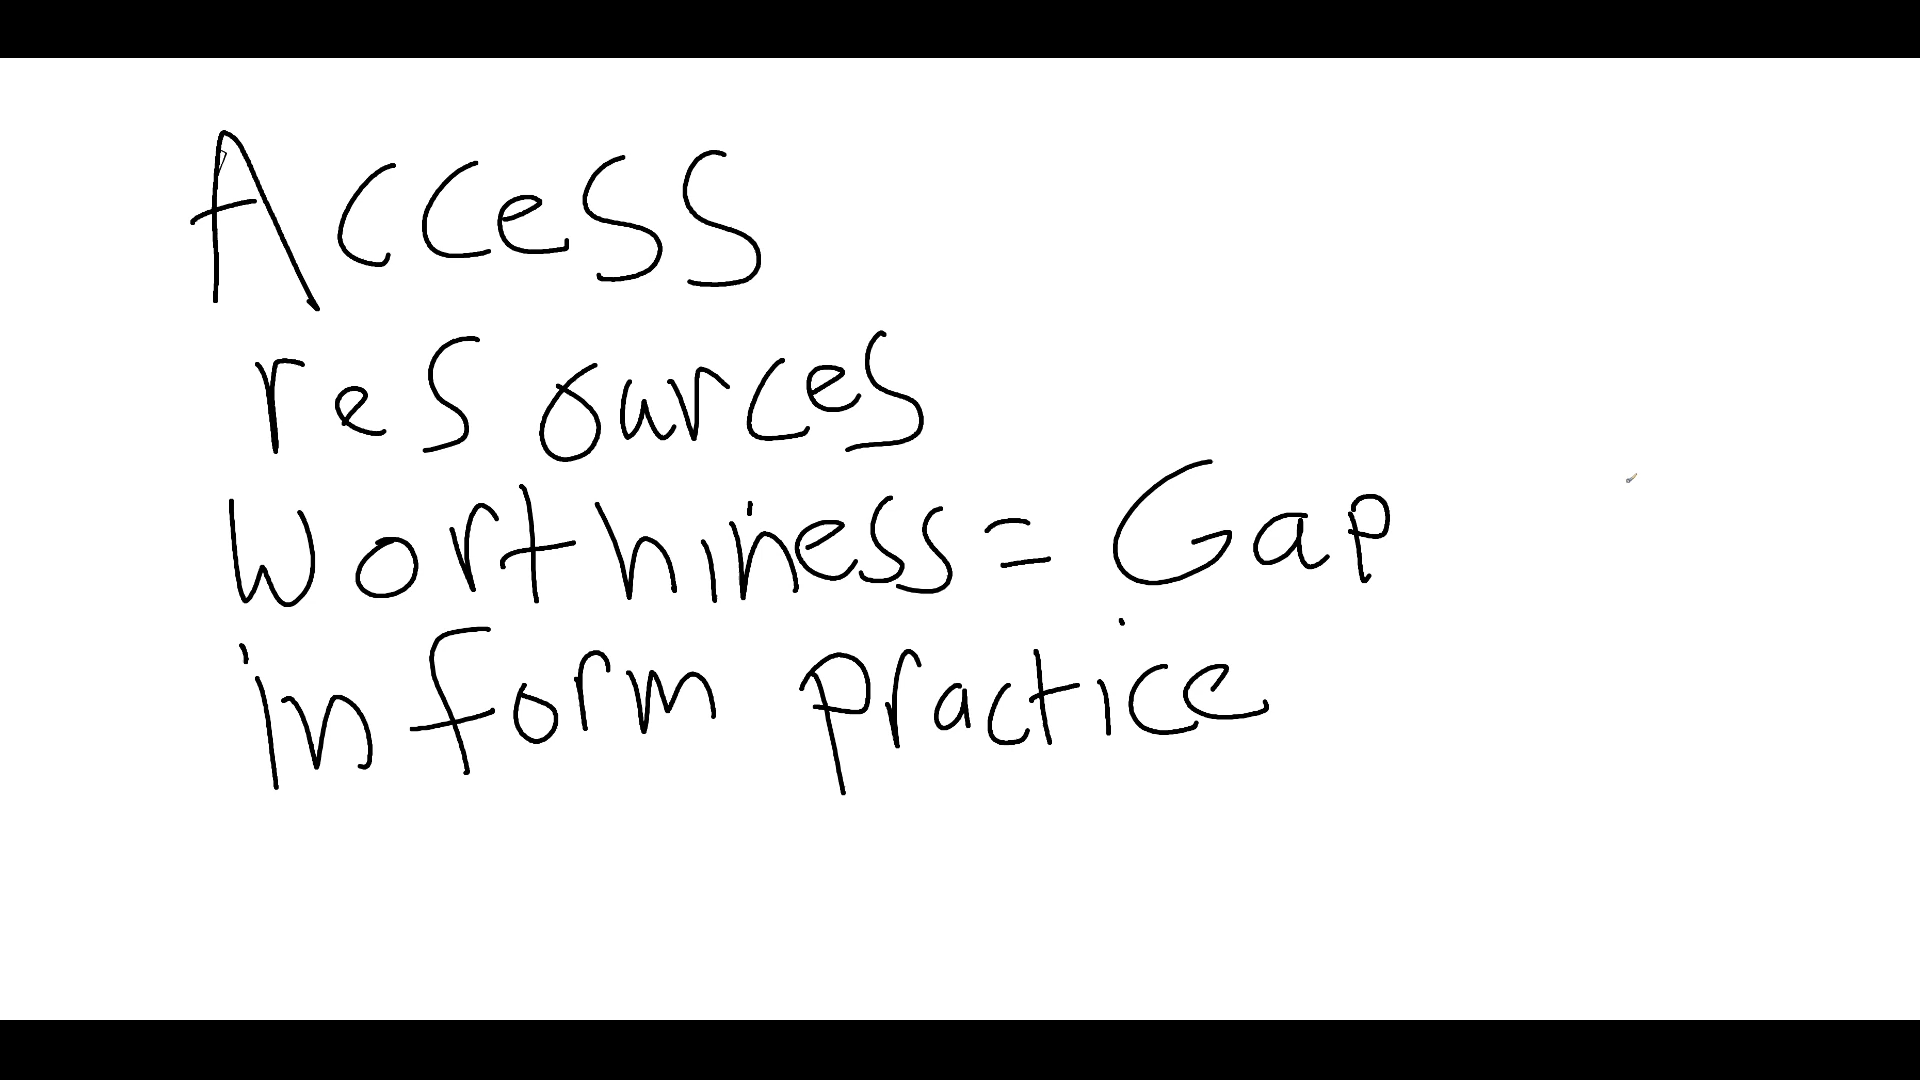 Access
resources
Worthiness = Gap
inform practice